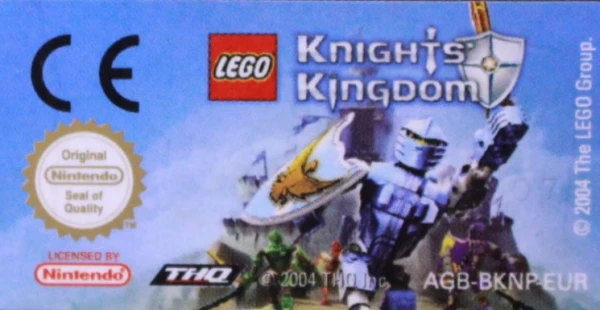 CE
LEGO
KNIGHTS'
KINGDOM
Original
Nintendo
Seal of
Quality
TM
LICENSED BY
Nintendo
THQ
© 2004 THQ Inc.
AGB-BKNP-EUR
© 2004 The LEGO Group.